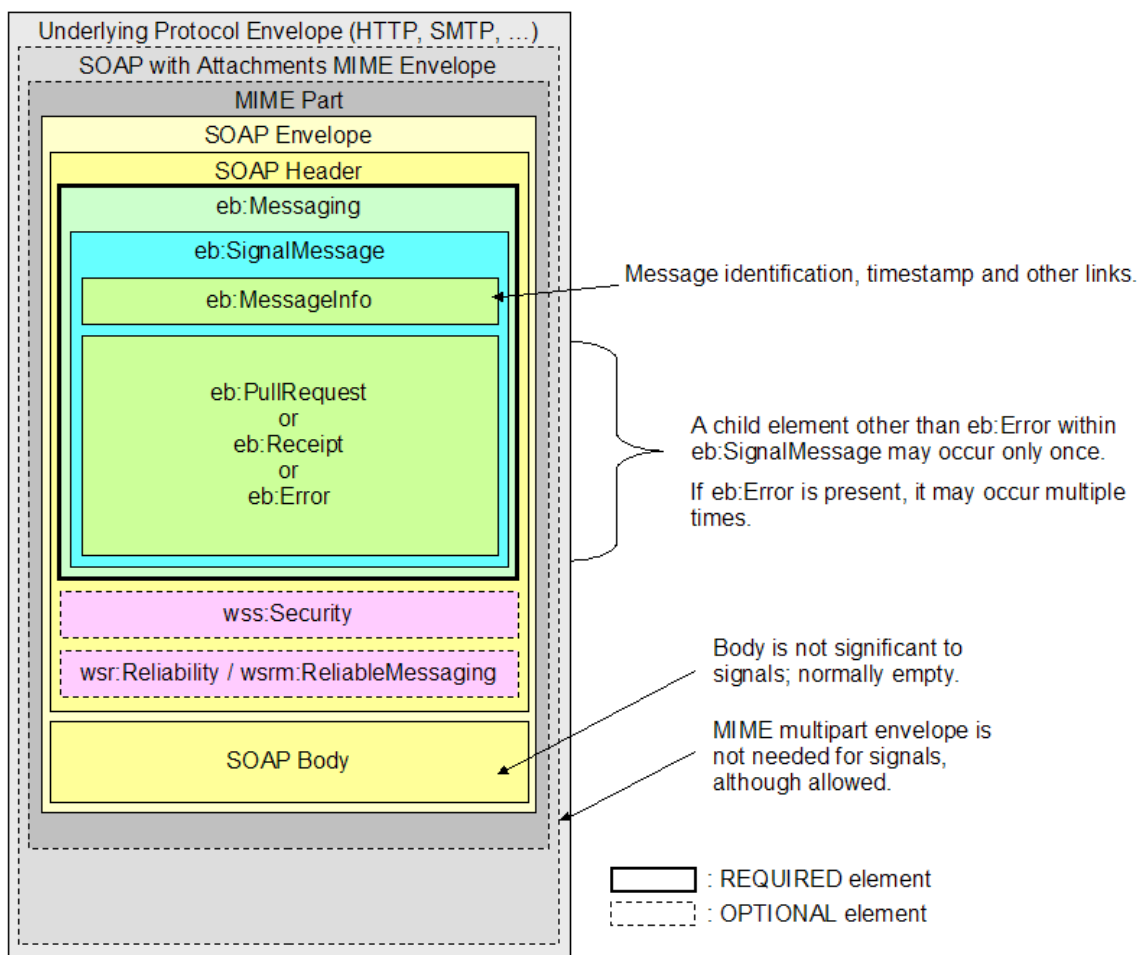 Underlying Protocol Envelope (HTTP, SMTP, …)
SOAP with Attachments MIME Envelope
MIME Part
SOAP Envelope
SOAP Header
eb:Messaging
eb:SignalMessage
eb:MessageInfo
Message identification, timestamp and other links.
eb:PullRequest
or
eb:Receipt
or
eb:Error
A child element other than eb:Error within
eb:SignalMessage may occur only once.
If eb:Error is present, it may occur multiple
times.
wss:Security
wsr:Reliability / wsrm:ReliableMessaging
SOAP Body
Body is not significant to
signals; normally empty.
MIME multipart envelope is
not needed for signals,
although allowed.
: REQUIRED element
: OPTIONAL element